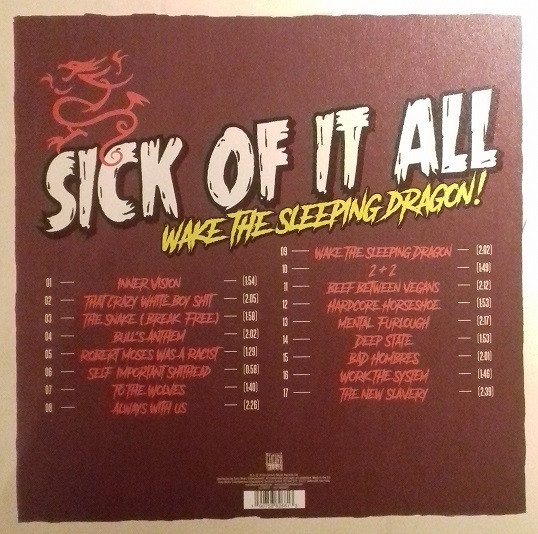 SICK OF IT ALL
WAKE THE SLEEPING DRAGON!
01 — INNER VISION — (1:54)
02 — THAT CRAZY WHITE BOY SHIT — (2:05)
03 — THE SNAKE (BREAK FREE) — (1:58)
04 — BULL'S ANTHEM — (2:02)
05 — ROBERT MOSES WAS A RACIST — (1:29)
06 — SELF IMPORTANT SHITHEAD — (0:58)
07 — TO THE WOLVES — (1:40)
08 — ALWAYS WITH US — (2:26)
09 — WAKE THE SLEEPING DRAGON — (2:02)
10 — 2 + 2 — (1:49)
11 — BEEF BETWEEN VEGANS — (2:12)
12 — HARDCORE HORSESHOE — (1:53)
13 — MENTAL FURLOUGH — (2:17)
14 — DEEP STATE — (1:53)
15 — BAD HOMBRES — (2:01)
16 — WORK THE SYSTEM — (1:46)
17 — THE NEW SLAVERY — (2:39)